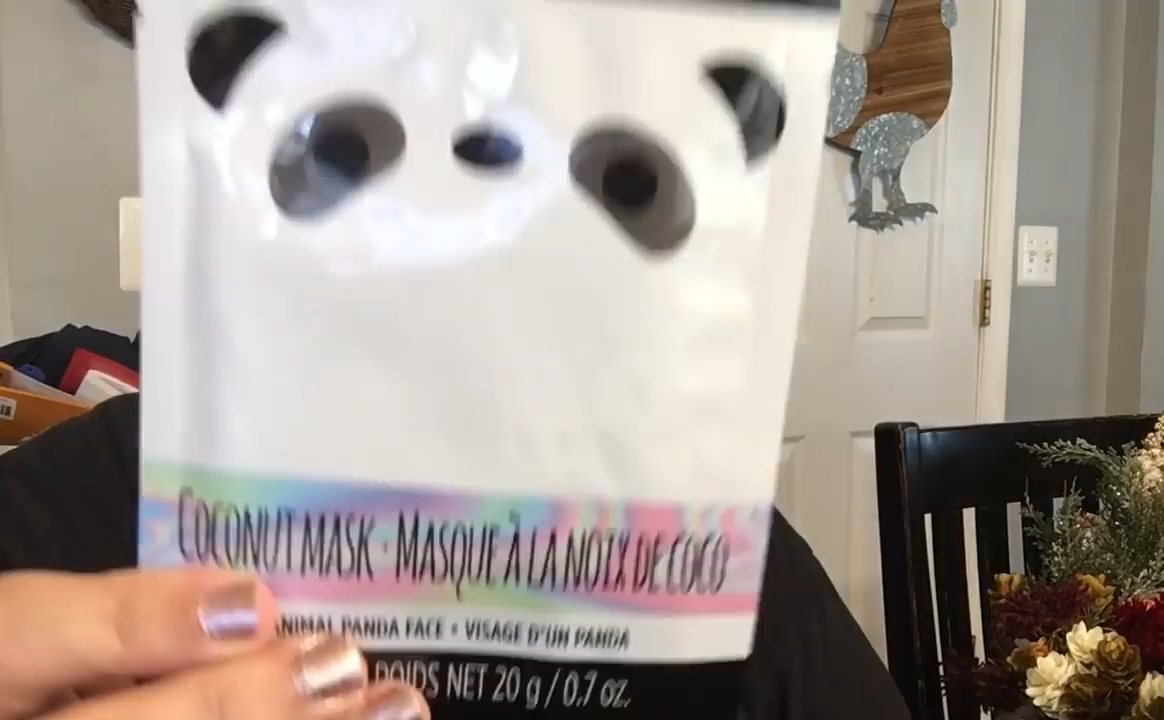 COCONUT MASK · MASQUE À LA NOIX DE COCO
ANIMAL PANDA FACE • VISAGE D'UN PANDA
POIDS NET 20 g / 0.7 oz.